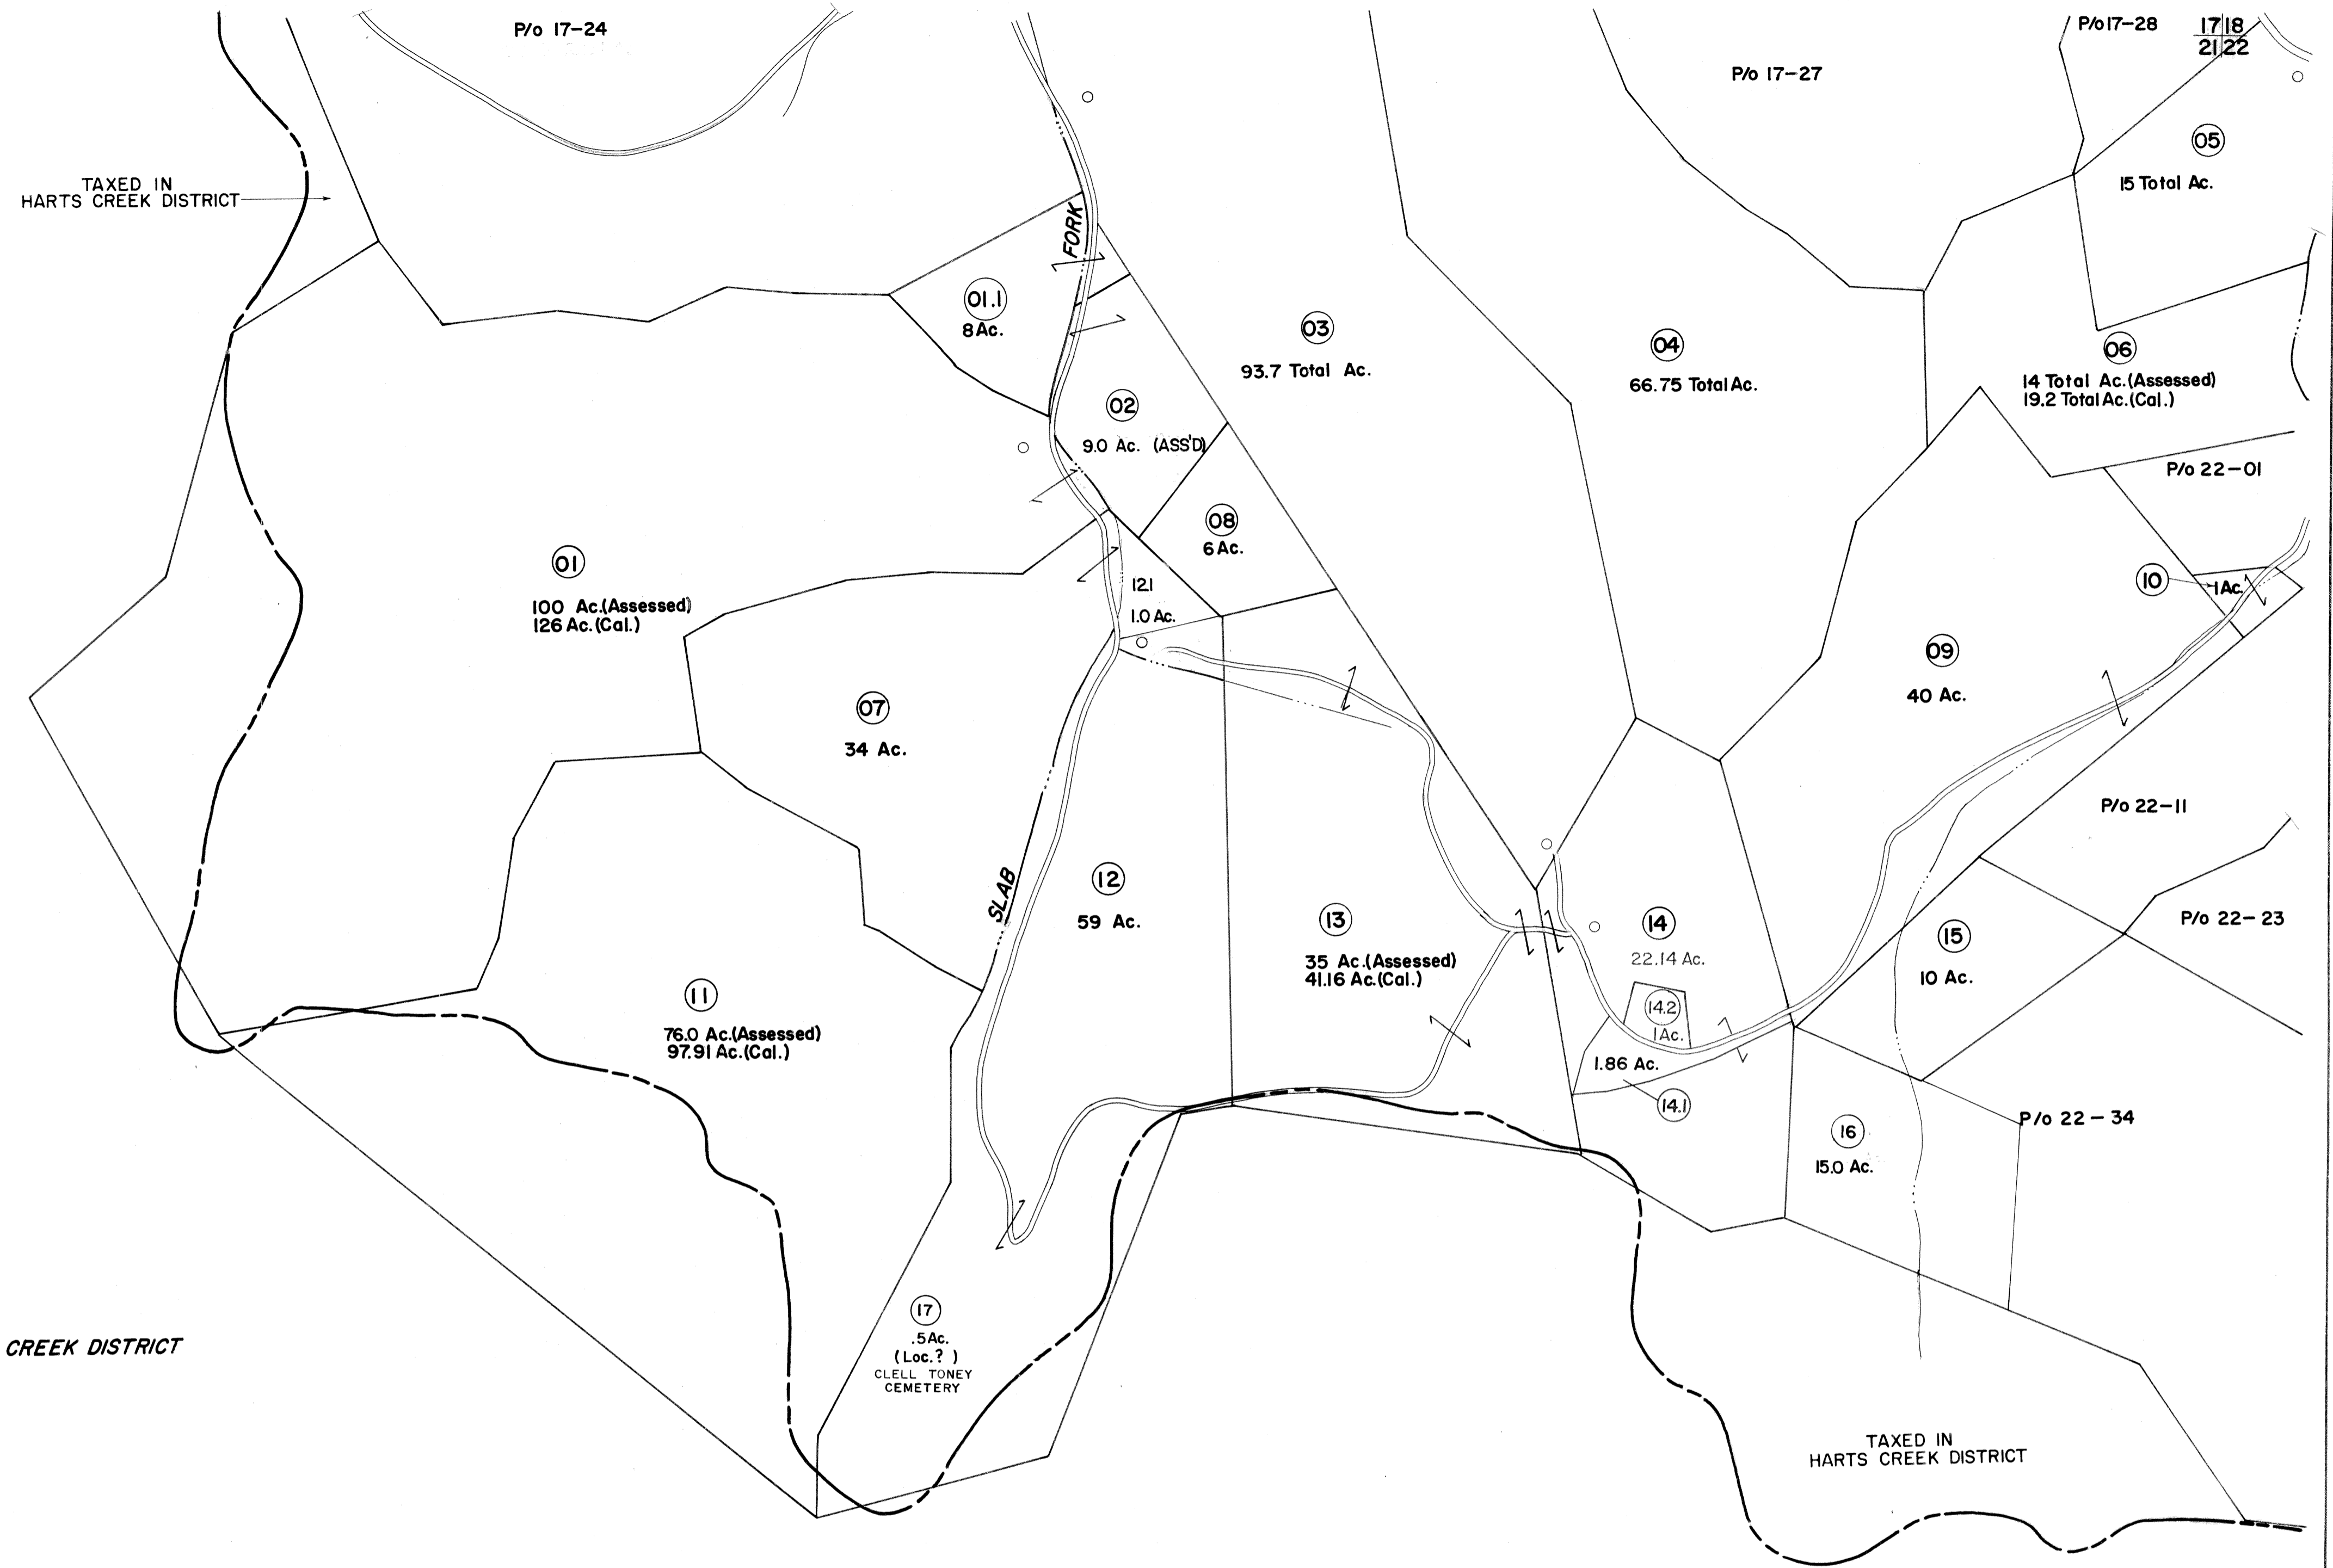 P/o 17-24
P/o 17-27
P/o 17-28
17 18
21 22
TAXED IN
HARTS CREEK DISTRICT
05
15 Total Ac.
FORK
01.1
8 Ac.
03
93.7 Total Ac.
04
66.75 Total Ac.
06
14 Total Ac.(Assessed)
19.2 Total Ac.(Cal.)
02
9.0 Ac. (ASS'D)
P/o 22-01
08
6 Ac.
01
100 Ac.(Assessed)
126 Ac.(Cal.)
12.1
1.0 Ac.
10
1 Ac.
09
40 Ac.
07
34 Ac.
P/o 22-11
SLAB
12
59 Ac.
13
35 Ac.(Assessed)
41.16 Ac.(Cal.)
14
22.14 Ac.
P/o 22-23
15
10 Ac.
11
76.0 Ac.(Assessed)
97.91 Ac.(Cal.)
14.2
1 Ac.
1.86 Ac.
14.1
P/o 22-34
16
15.0 Ac.
17
.5 Ac.
(Loc.?)
CLELL TONEY
CEMETERY
CREEK DISTRICT
TAXED IN
HARTS CREEK DISTRICT